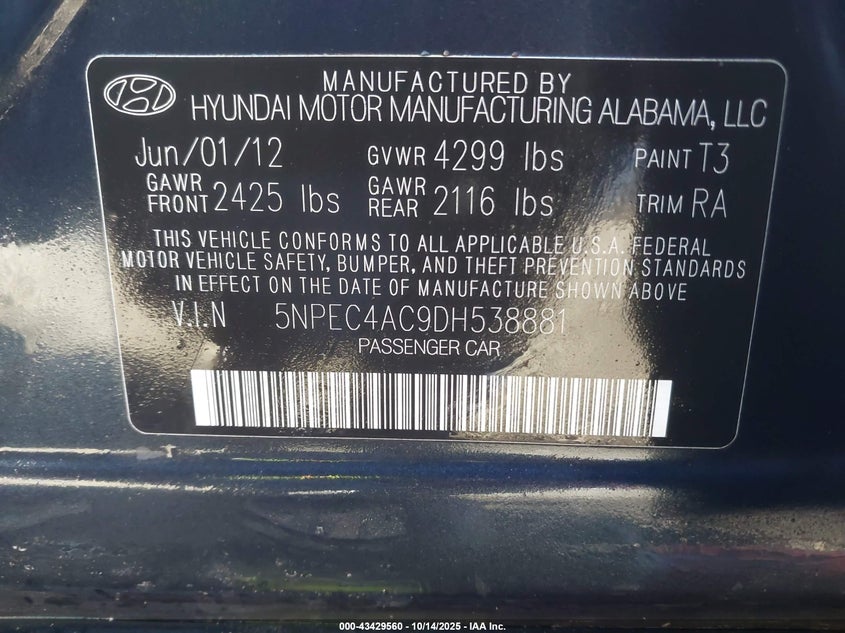 MANUFACTURED BY
HYUNDAI MOTOR MANUFACTURING ALABAMA, LLC
Jun/01/12 GVWR 4299 lbs PAINT T3
GAWR FRONT 2425 lbs GAWR REAR 2116 lbs TRIM RA
THIS VEHICLE CONFORMS TO ALL APPLICABLE U.S.A. FEDERAL
MOTOR VEHICLE SAFETY, BUMPER, AND THEFT PREVENTION STANDARDS
IN EFFECT ON THE DATE OF MANUFACTURE SHOWN ABOVE
V.I.N 5NPEC4AC9DH538881
PASSENGER CAR
000-43429560 - 10/14/2025 - IAA Inc.